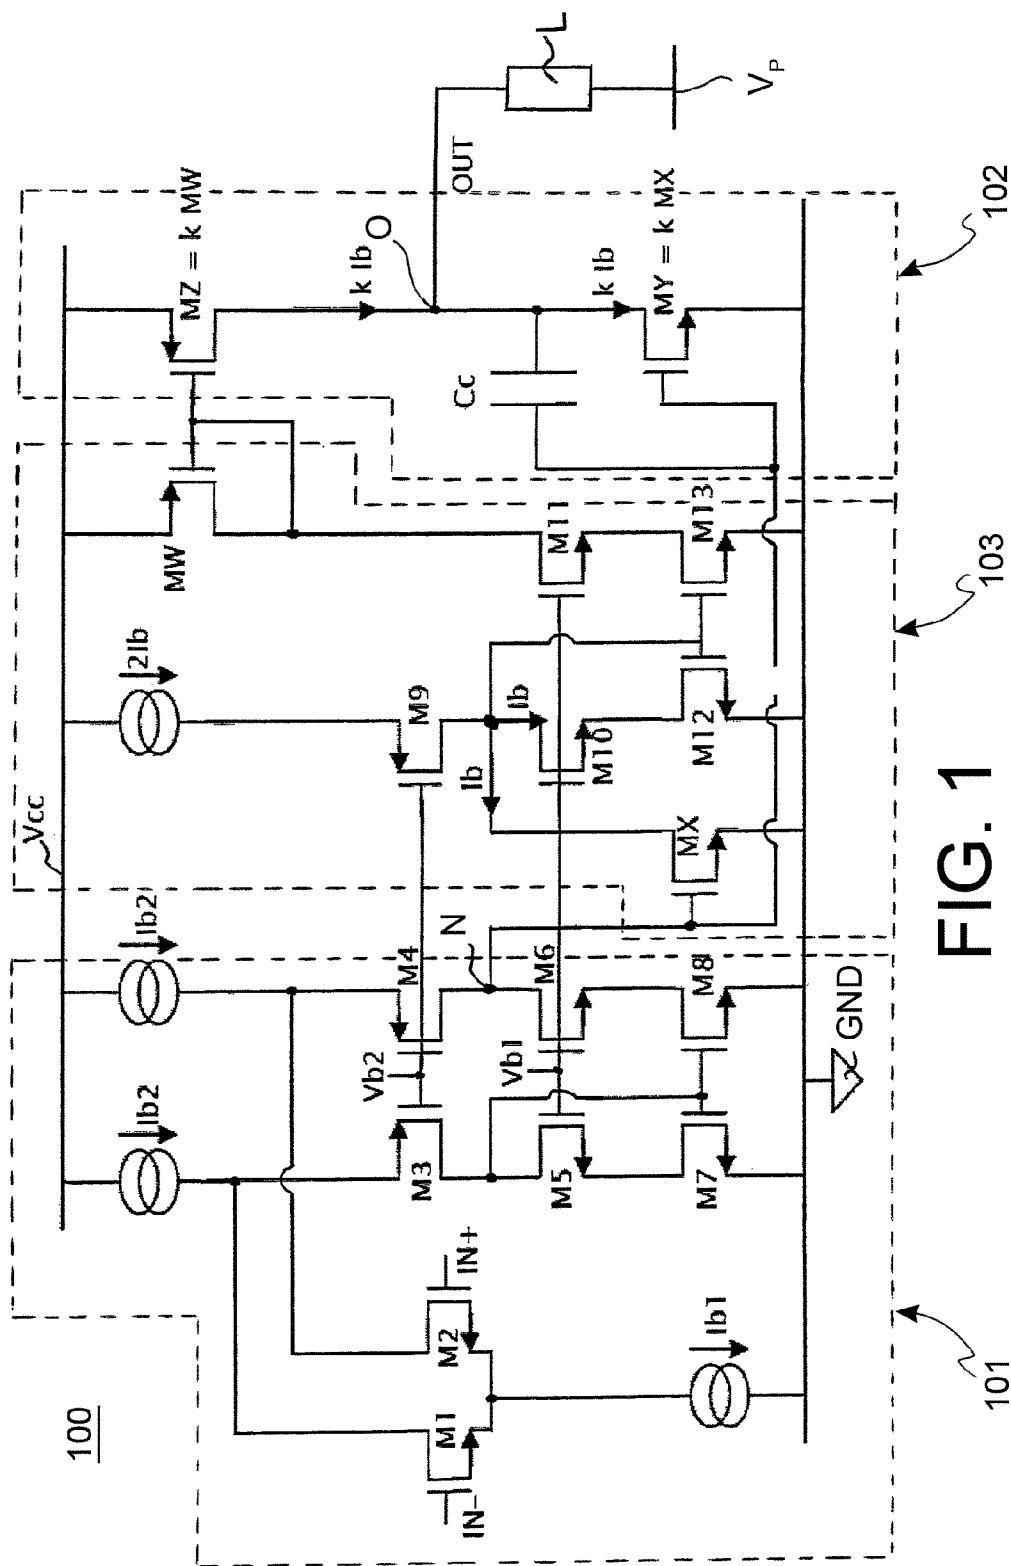 100
Vcc
Ib2
Ib2
2Ib
MW
MZ = k MW
k Ib
O
OUT
L
V_P
IN−
M1
M2
IN+
M3
Vb2
M4
N
M9
Ib
Ib
Cc
k Ib
M5
Vb1
M6
M10
M11
MY = k MX
Ib1
M7
M8
MX
M12
M13
GND
101
103
102
FIG. 1